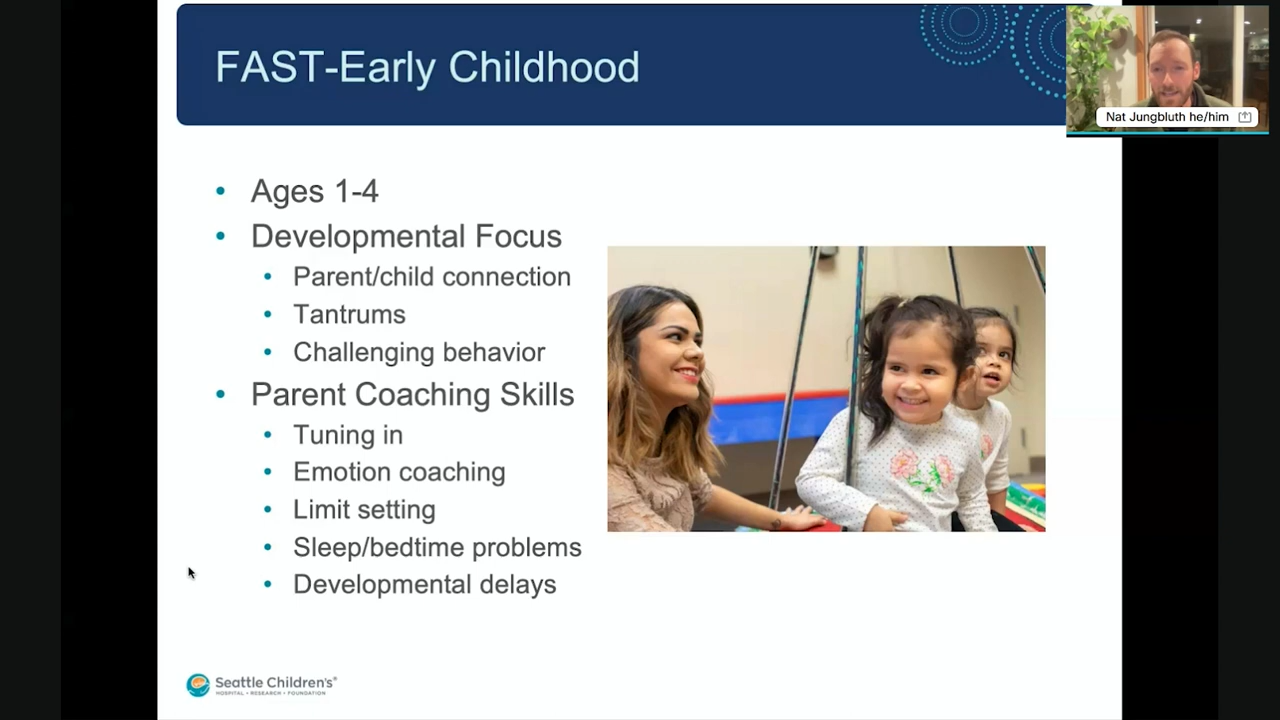 FAST-Early Childhood
Nat Jungbluth he/him
• Ages 1-4
• Developmental Focus
• Parent/child connection
• Tantrums
• Challenging behavior
• Parent Coaching Skills
• Tuning in
• Emotion coaching
• Limit setting
• Sleep/bedtime problems
• Developmental delays
Seattle Children's®
HOSPITAL • RESEARCH • FOUNDATION